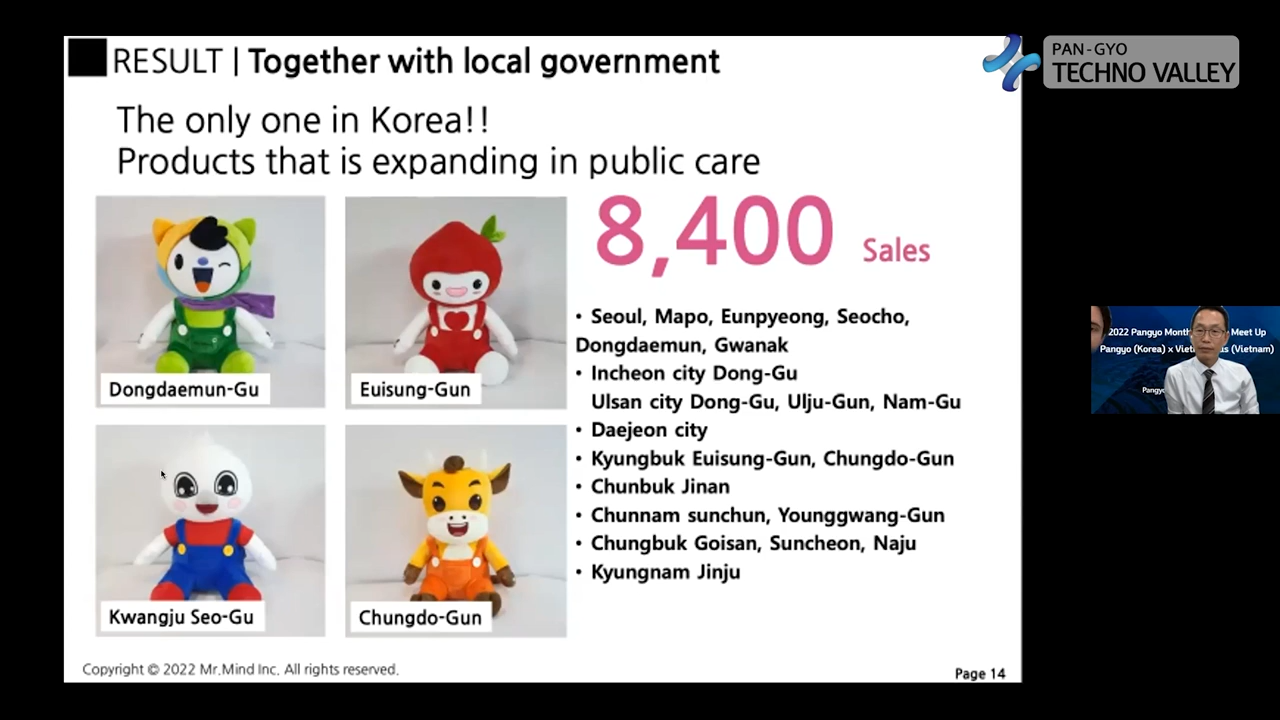 RESULT | Together with local government
PAN-GYO
TECHNO VALLEY
The only one in Korea!!
Products that is expanding in public care
8,400 Sales
Dongdaemun-Gu
Euisung-Gun
Kwangju Seo-Gu
Chungdo-Gun
• Seoul, Mapo, Eunpyeong, Seocho,
Dongdaemun, Gwanak
• Incheon city Dong-Gu
Ulsan city Dong-Gu, Ulju-Gun, Nam-Gu
• Daejeon city
• Kyungbuk Euisung-Gun, Chungdo-Gun
• Chunbuk Jinan
• Chunnam sunchun, Younggwang-Gun
• Chungbuk Goisan, Suncheon, Naju
• Kyungnam Jinju
2022 Pangyo Meet Up
Pangyo (Korea) x (Vietnam)
Copyright © 2022 Mr.Mind Inc. All rights reserved.
Page 14